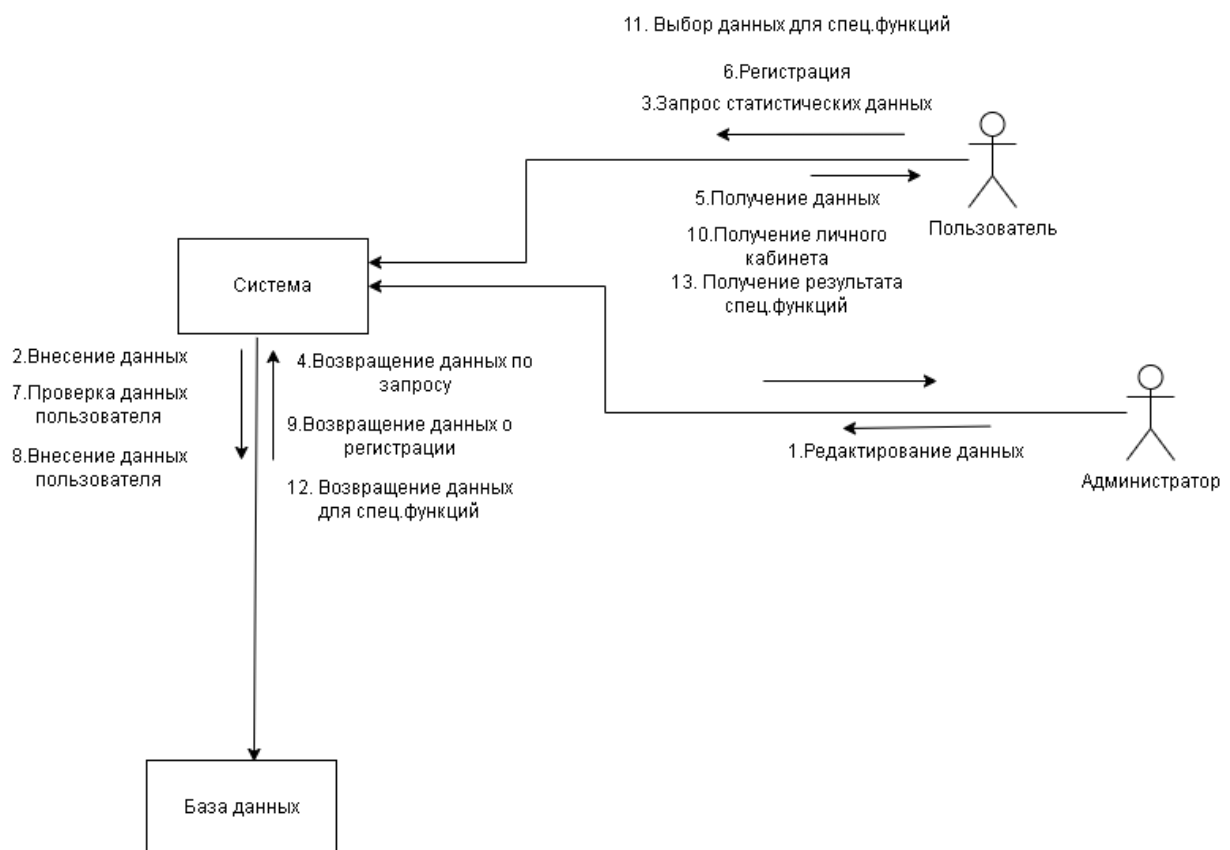 11. Выбор данных для спец.функций
6.Регистрация
3.Запрос статистических данных
5.Получение данных
Пользователь
10.Получение личного
кабинета
13. Получение результата
спец.функций
Система
2.Внесение данных
7.Проверка данных
пользователя
8.Внесение данных
пользователя
4.Возвращение данных по
запросу
9.Возвращение данных о
регистрации
12. Возвращение данных
для спец.функций
1.Редактирование данных
Администратор
База данных